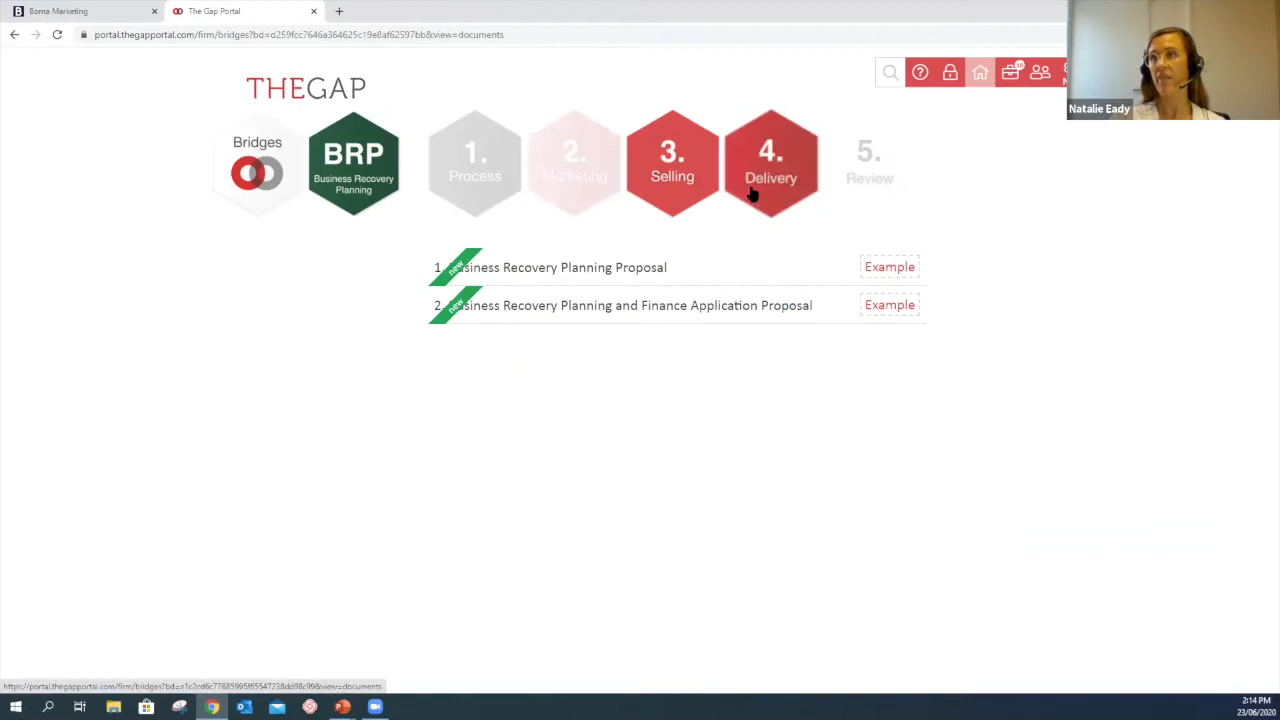 Boma Marketing
The Gap Portal
portal.thegapportal.com/firm/bridges?bd=d259fcc7646a364625c19e8af62597bb&view=documents
THEGAP
Natalie Eady
Bridges
BRP
Business Recovery
Planning
1.
Process
2.
Marketing
3.
Selling
4.
Delivery
5.
Review
1. siness Recovery Planning Proposal
new
Example
2. siness Recovery Planning and Finance Application Proposal
new
Example
2:14 PM
23/06/2020